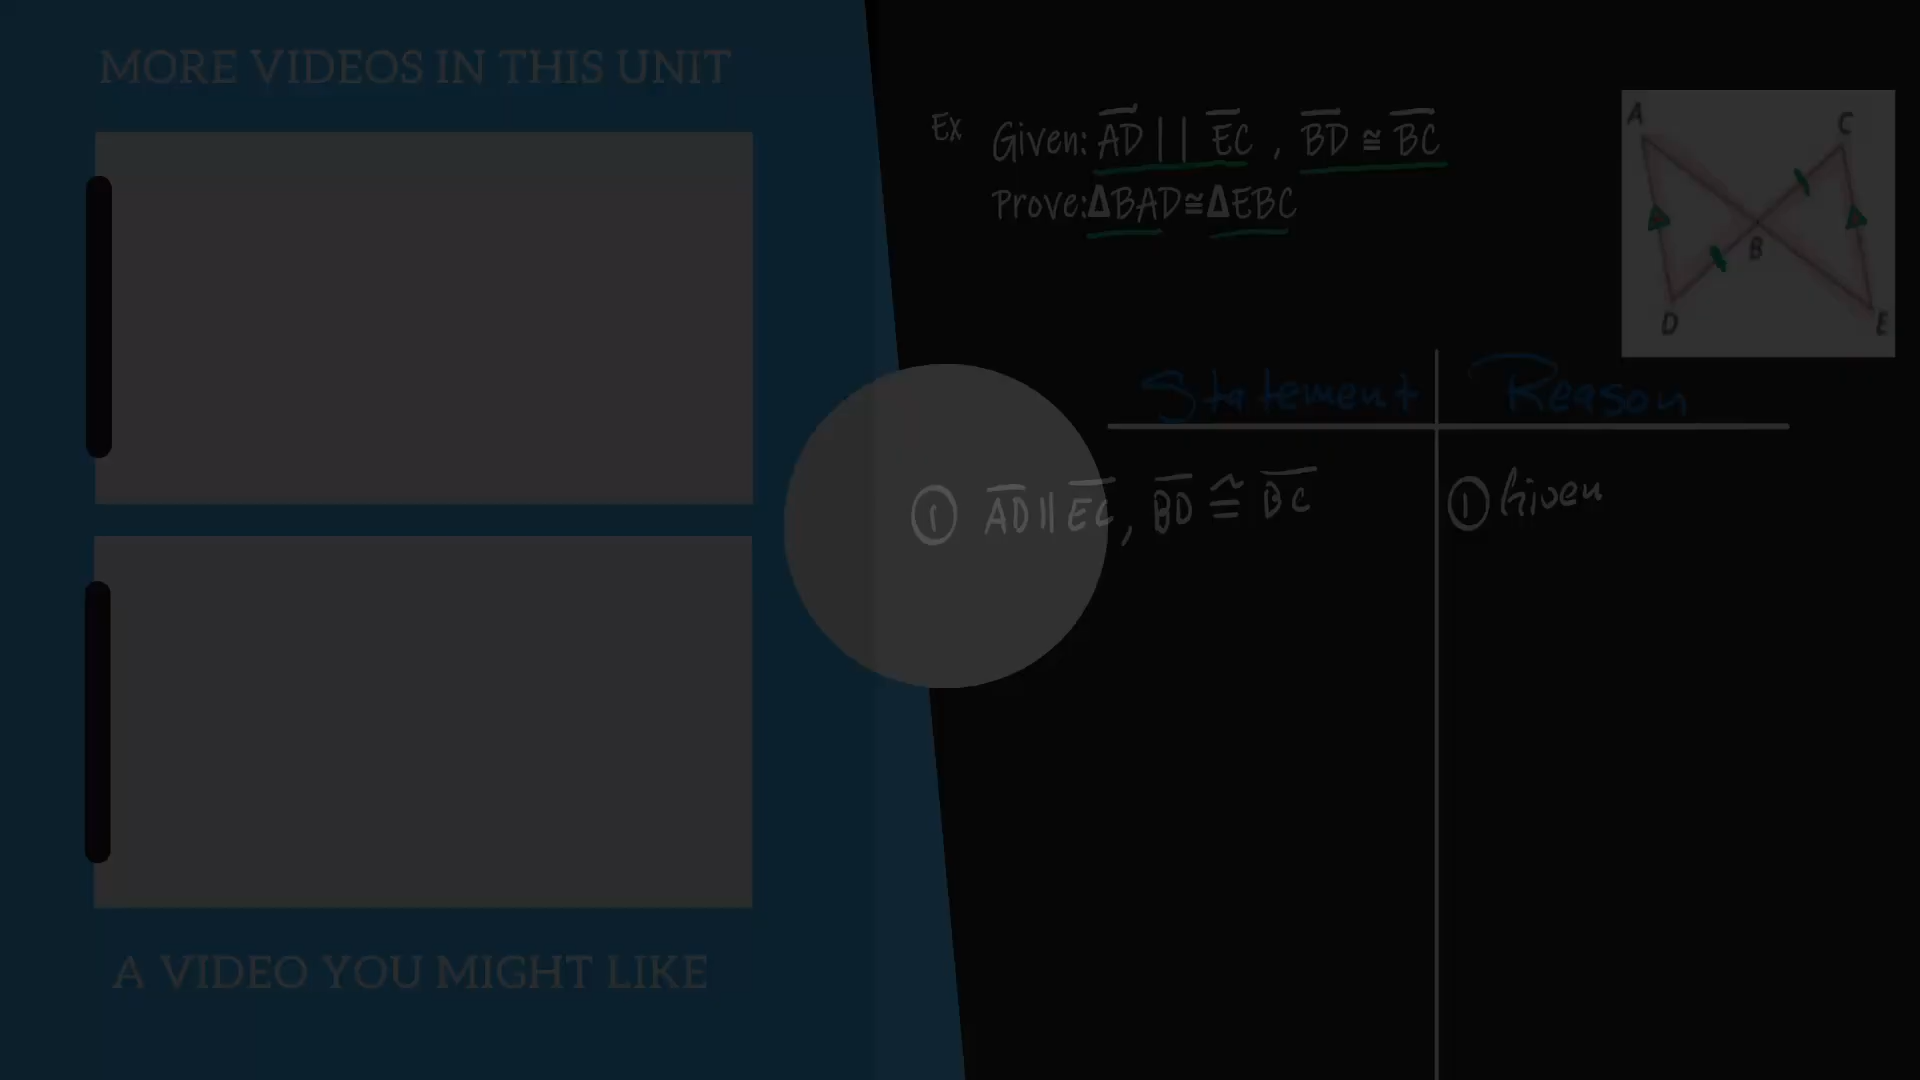 MORE VIDEOS IN THIS UNIT
A VIDEO YOU MIGHT LIKE
Ex Given: AD || EC , BD ≅ BC
Prove:ΔBAD≅ΔEBC
A
C
B
D
E
Statement Reason
① AD || EC, BD ≅ BC ① Given